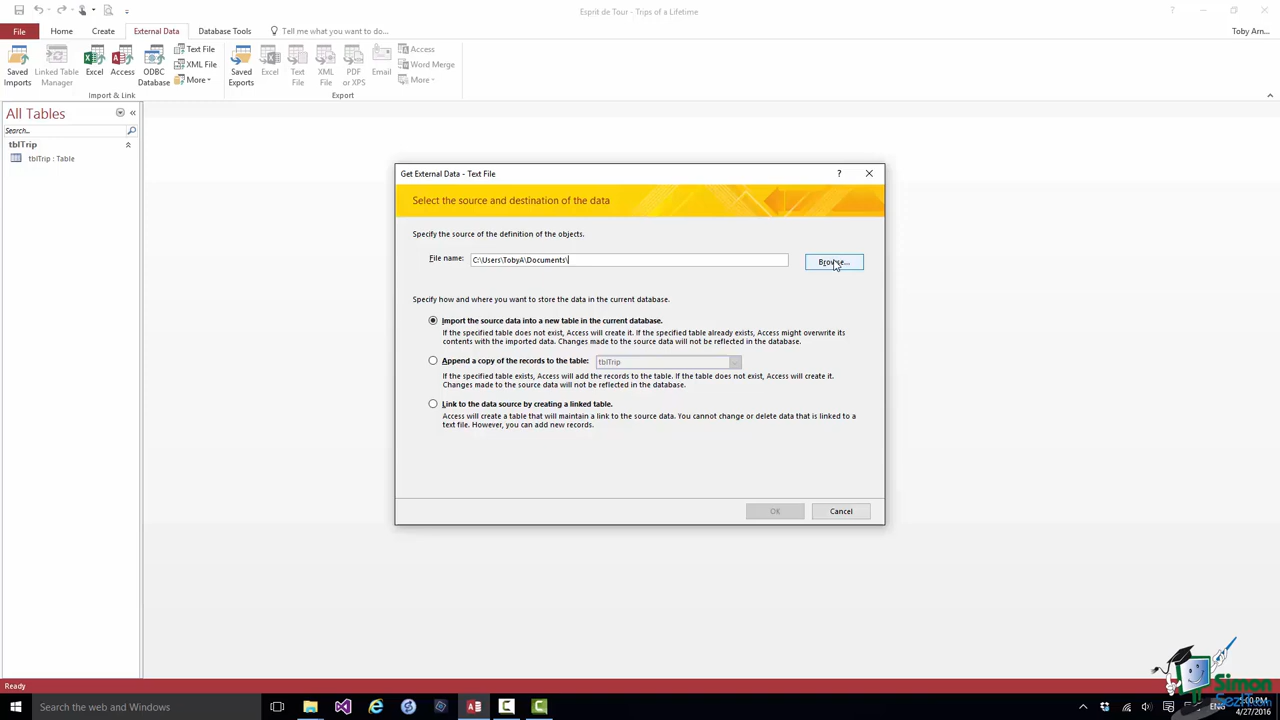 Esprit de Tour - Trips of a Lifetime
?
File Home Create External Data Database Tools Tell me what you want to do... Toby Arn...
Saved Imports
Linked Table Manager
Excel
Access
ODBC Database
Text File
XML File
More
Saved Exports
Excel
Text File
XML File
PDF or XPS
Email
Access
Word Merge
More
Import & Link
Export
All Tables
Search...
tblTrip
tblTrip : Table
Get External Data - Text File
?
Select the source and destination of the data
Specify the source of the definition of the objects.
File name: C:\Users\TobyA\Documents\ Browse...
Specify how and where you want to store the data in the current database.
Import the source data into a new table in the current database.
If the specified table does not exist, Access will create it. If the specified table already exists, Access might overwrite its
contents with the imported data. Changes made to the source data will not be reflected in the database.
Append a copy of the records to the table: tblTrip
If the specified table exists, Access will add the records to the table. If the table does not exist, Access will create it.
Changes made to the source data will not be reflected in the database.
Link to the data source by creating a linked table.
Access will create a table that will maintain a link to the source data. You cannot change or delete data that is linked to a
text file. However, you can add new records.
OK Cancel
Ready
Simon
SezIT.com
Search the web and Windows
ENG
5:00 PM
4/27/2016